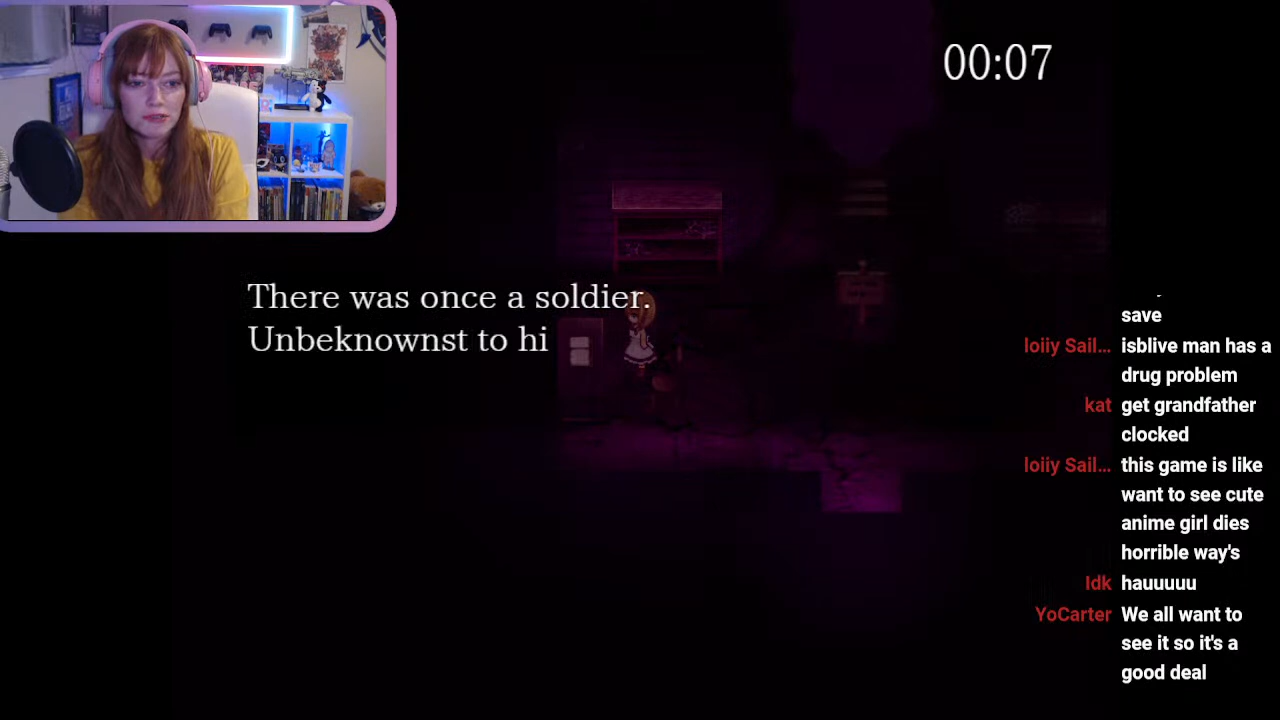 00:07
There was once a soldier.
Unbeknownst to hi
save
loiiy Sail... isblive man has a
drug problem
kat get grandfather
clocked
loiiy Sail... this game is like
want to see cute
anime girl dies
horrible way's
Idk hauuuuu
YoCarter We all want to
see it so it's a
good deal